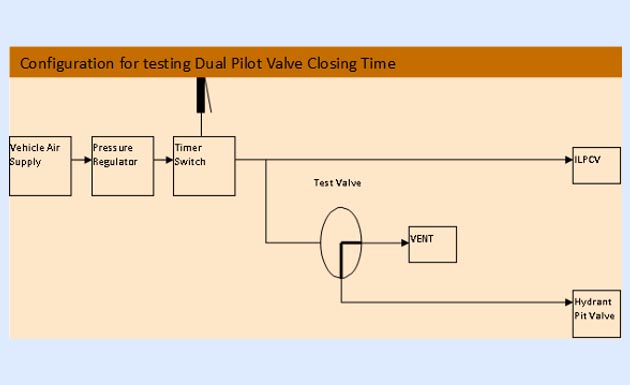 Configuration for testing Dual Pilot Valve Closing Time
Vehicle Air
Supply
Pressure
Regulator
Timer
Switch
ILPCV
Test Valve
VENT
Hydrant
Pit Valve